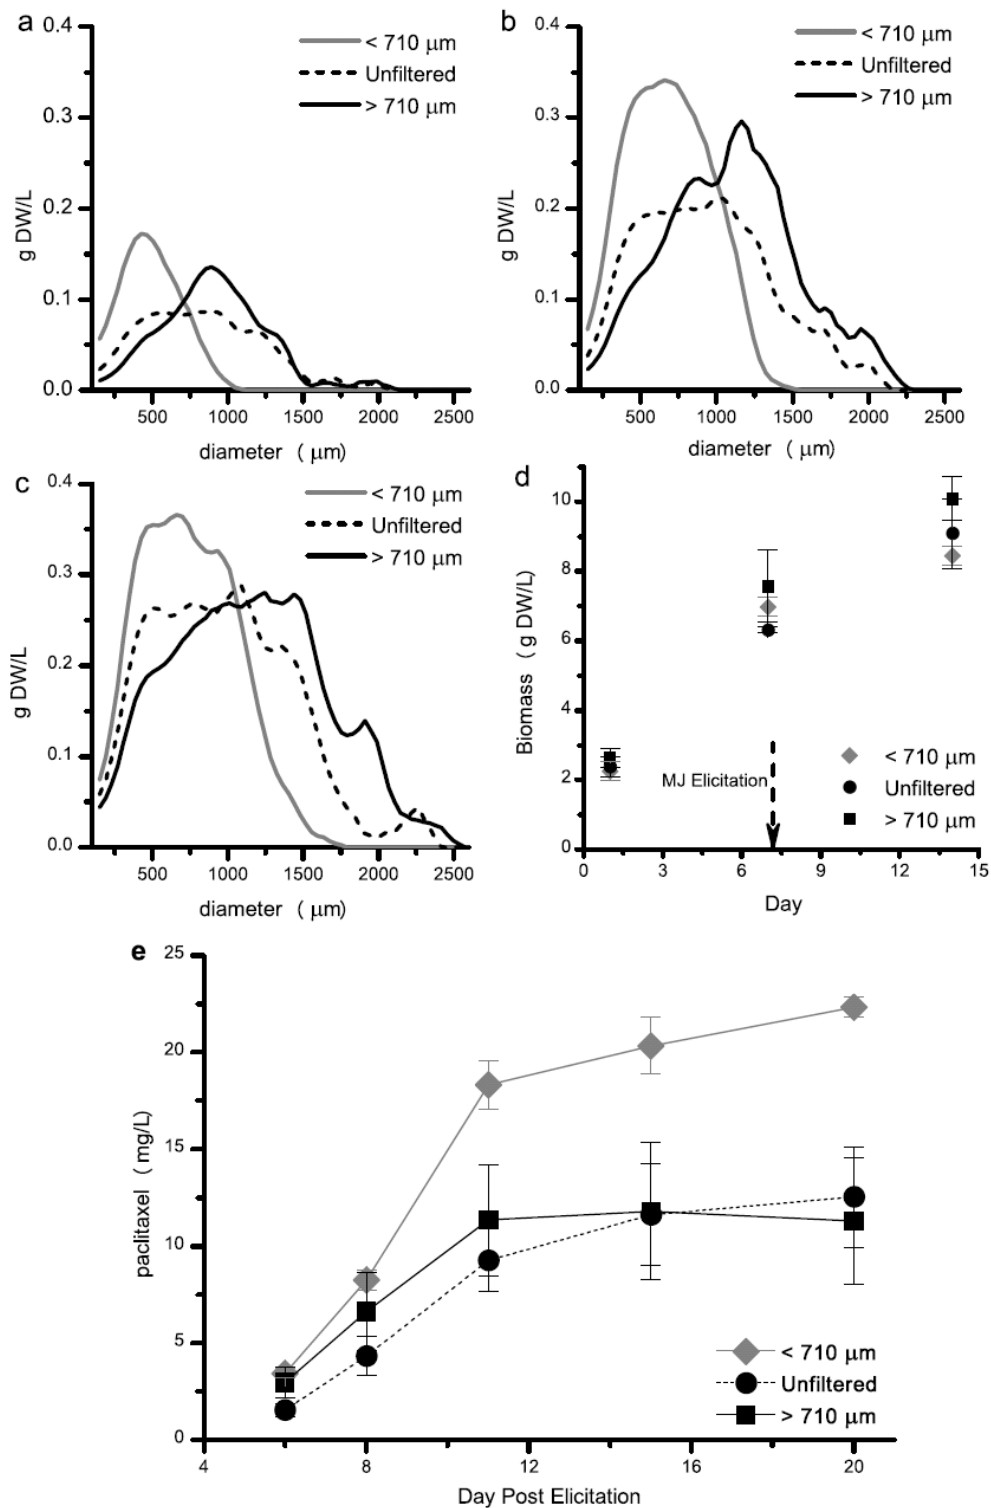 a
0.4
0.3
0.2
0.1
0.0
g DW/L
< 710 μm
Unfiltered
> 710 μm
500 1000 1500 2000 2500
diameter ( μm)
b
0.4
0.3
0.2
0.1
0.0
g DW/L
< 710 μm
Unfiltered
> 710 μm
500 1000 1500 2000 2500
diameter ( μm)
c
0.4
0.3
0.2
0.1
0.0
g DW/L
< 710 μm
Unfiltered
> 710 μm
500 1000 1500 2000 2500
diameter ( μm)
d
10
8
6
4
2
0
Biomass ( g DW/L)
MJ Elicitation
< 710 μm
Unfiltered
> 710 μm
0 3 6 9 12 15
Day
e
25
20
15
10
5
0
paclitaxel ( mg/L)
< 710 μm
Unfiltered
> 710 μm
4 8 12 16 20
Day Post Elicitation